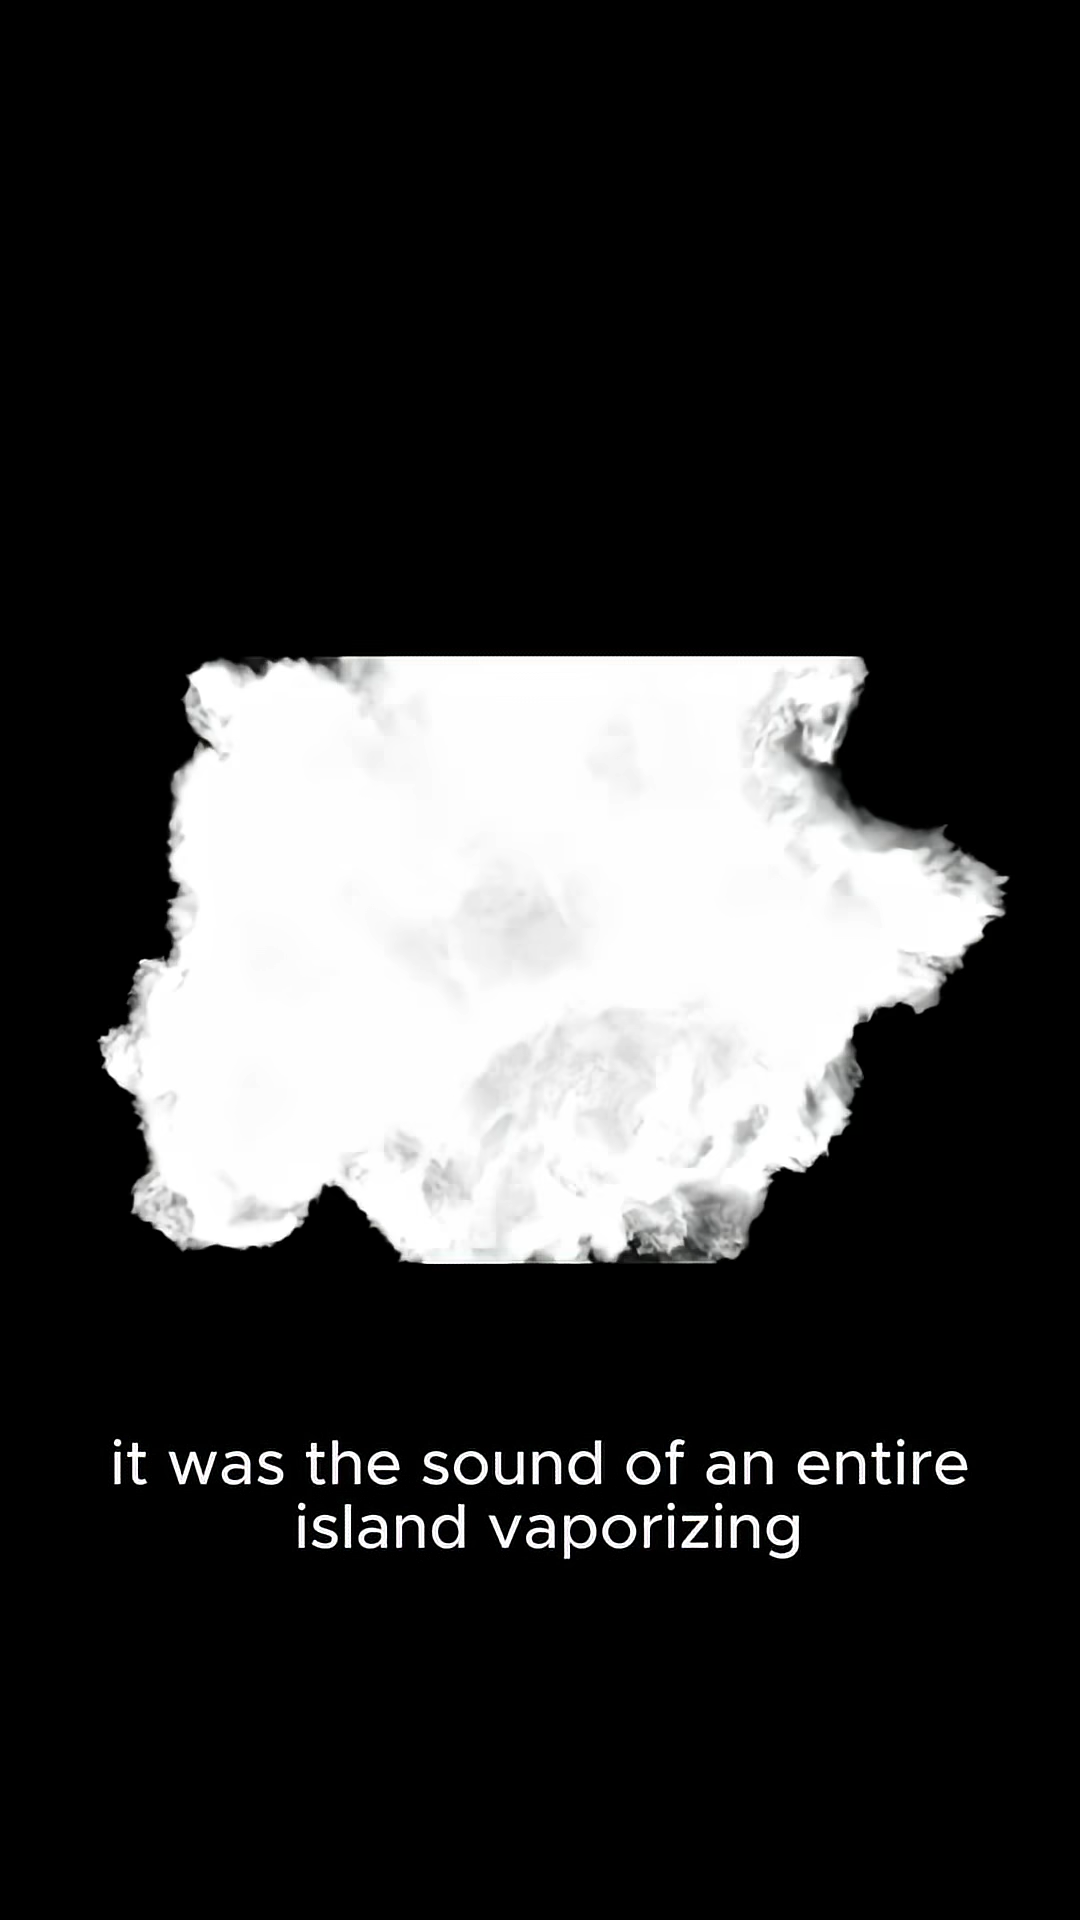 it was the sound of an entire
island vaporizing